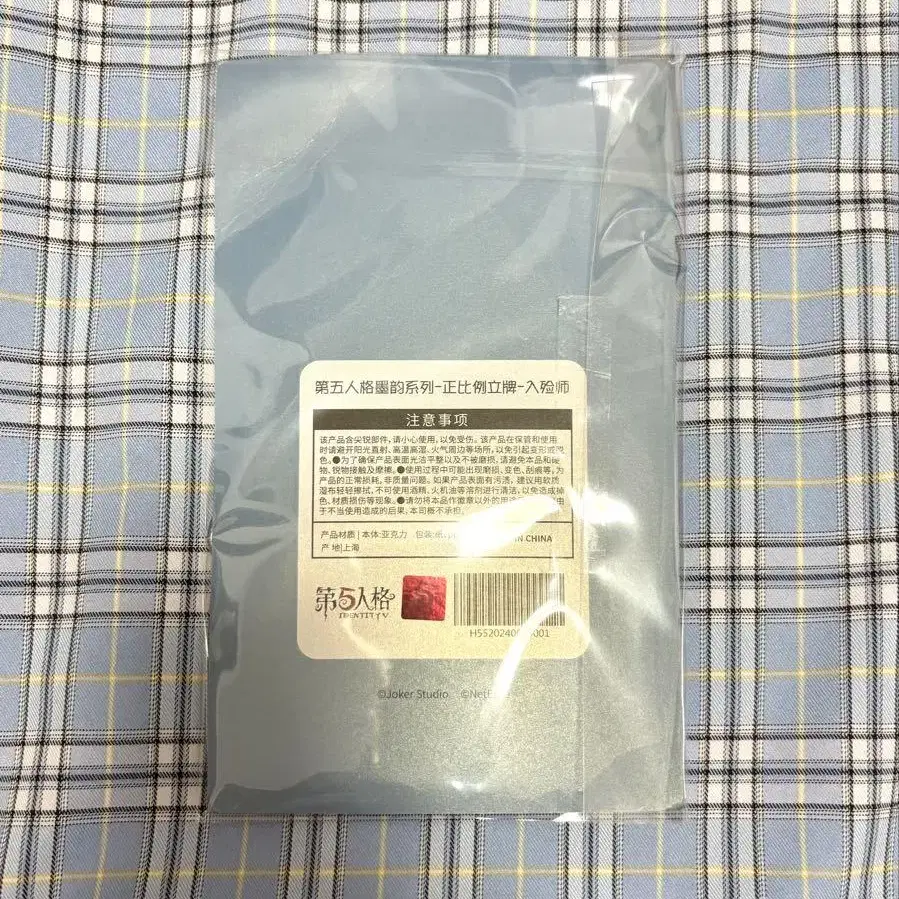 第五人格墨韵系列-正比例立牌-入殓师
注意事项
该产品含尖锐部件,请小心使用,以免受伤。该产品在保管和使用
时请避开阳光直射、高温高湿、火气周边等场所,以免引起变形或
色。●为了确保产品表面光洁平整以及不被磨损,请避免本品和硬
物、锐物接触及摩擦。●使用过程中可能出现磨损、变色、刮痕等,为
产品的正常损耗,非质量问题。如果产品表面有污渍,建议用软质
湿布轻轻擦拭,不可使用酒精、火机油等溶剂进行清洁,以免造成掉
色、材质损伤等现象。●请勿将本品作徽章以外的用
于不当使用造成的后果,本司概不承担
产品材质|本体:亚克力 包装:
IN CHINA
产 地|上海
第5人格
IDENTITY
©Joker Studio